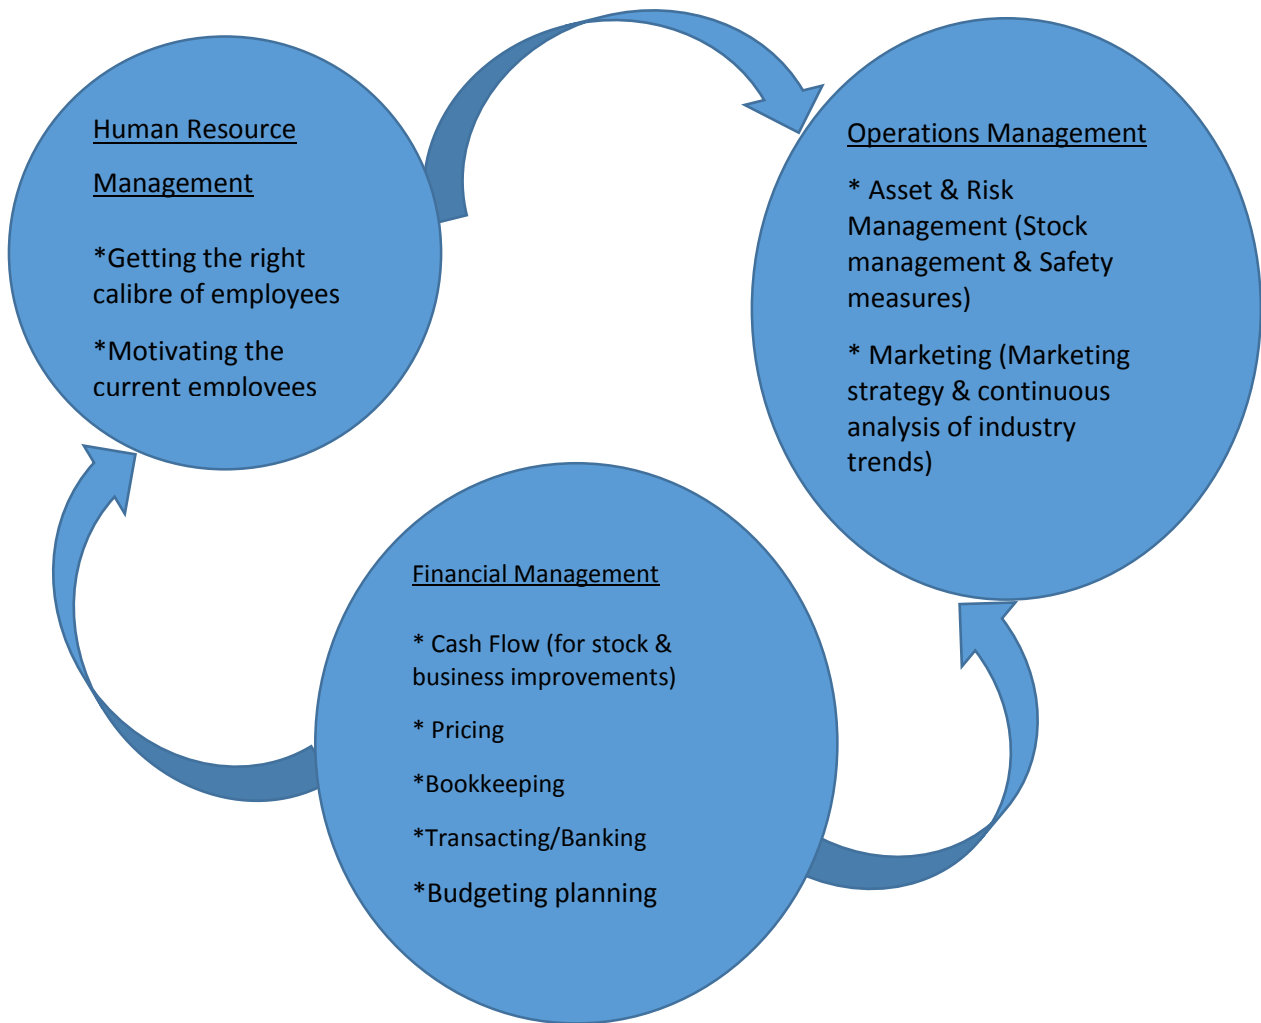 Human Resource
Management
*Getting the right
calibre of employees
*Motivating the
current employees
Operations Management
* Asset & Risk
Management (Stock
management & Safety
measures)
* Marketing (Marketing
strategy & continuous
analysis of industry
trends)
Financial Management
* Cash Flow (for stock &
business improvements)
* Pricing
*Bookkeeping
*Transacting/Banking
*Budgeting planning